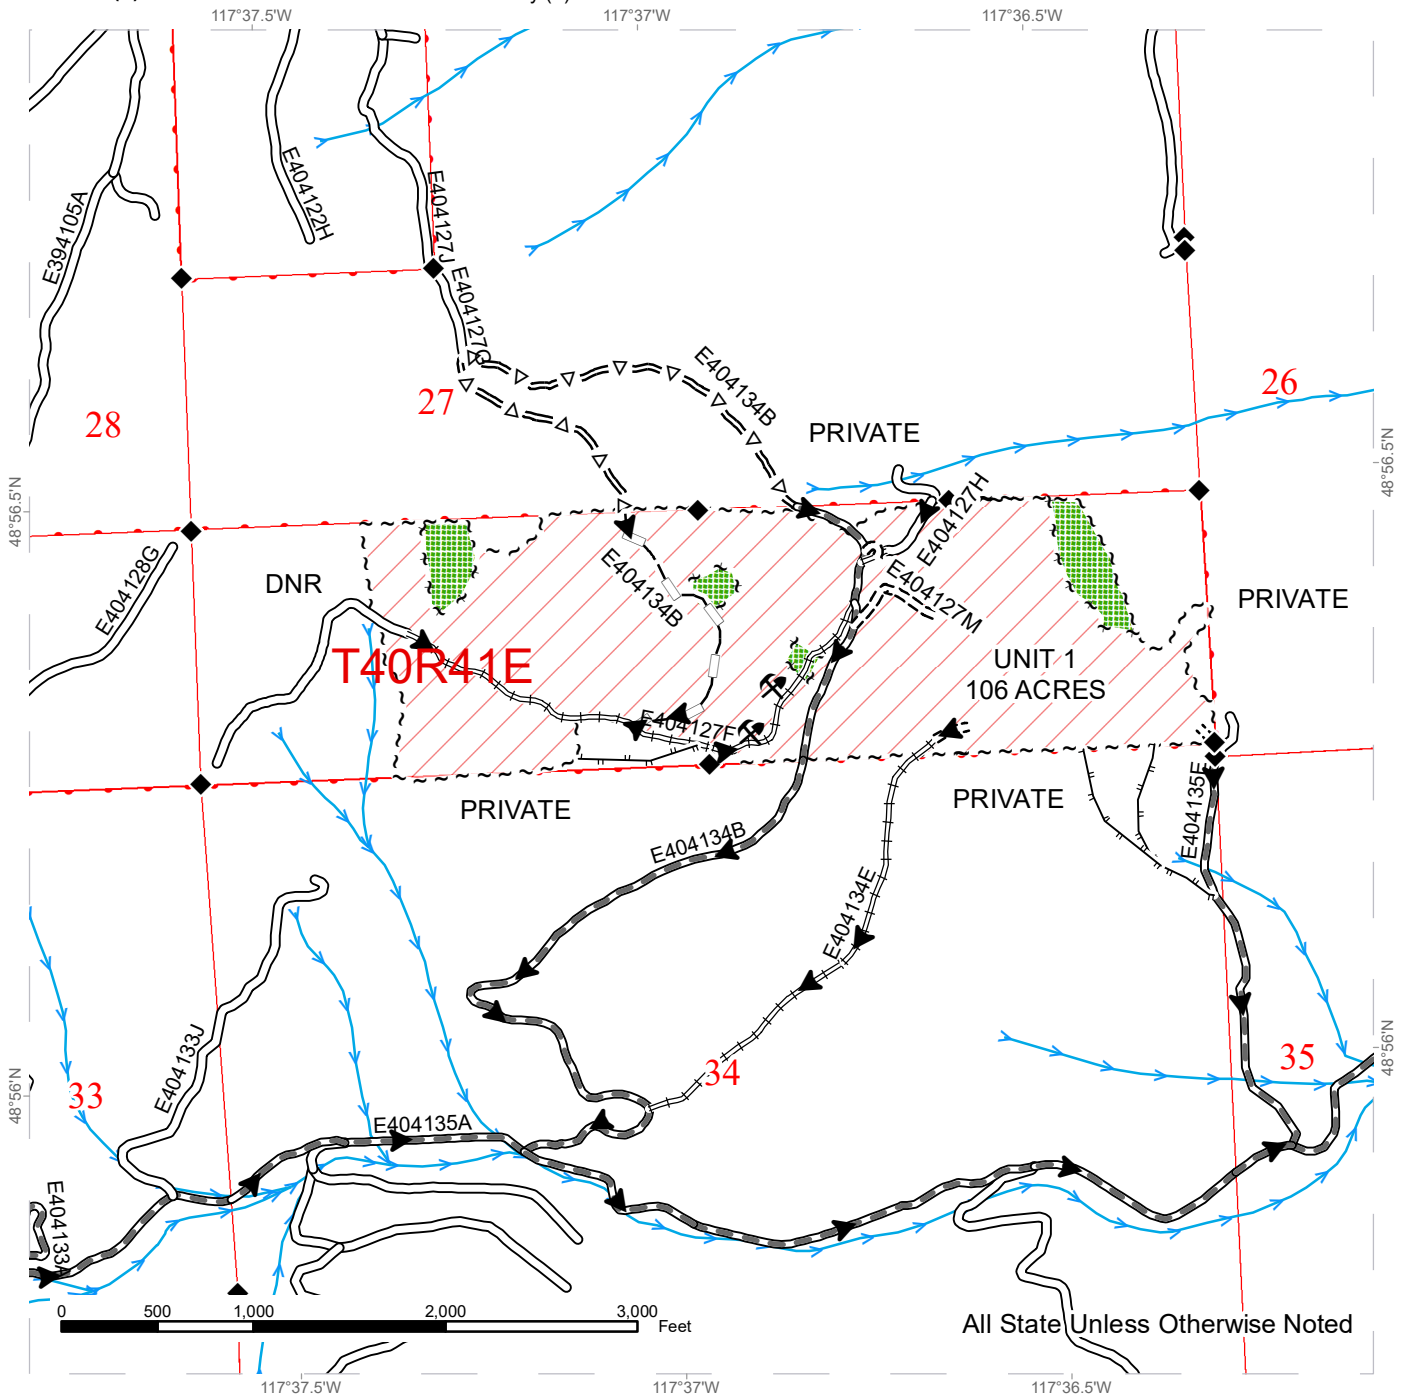 117°37.5'W
117°37'W
117°36.5'W
E404122H
E394105A
E404127J
E404127G
E404134B
27
26
28
PRIVATE
48°56.5'N
48°56.5'N
E404127H
E404128G
DNR
E404134B
E404127M
PRIVATE
T40R41E
UNIT 1
106 ACRES
E404127F
PRIVATE
PRIVATE
E404135E
E404134B
E404134E
E404133J
34
35
33
48°56'N
48°56'N
E404135A
E404133A
0 500 1,000 2,000 3,000
Feet
All State Unless Otherwise Noted
117°37.5'W
117°37'W
117°36.5'W